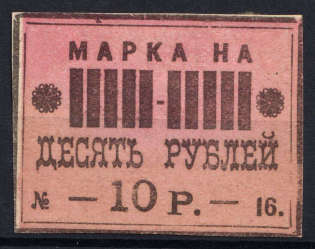 МАРКА НА
ДЕСЯТЬ РУБЛЕЙ
№ — 10 Р. — 16.